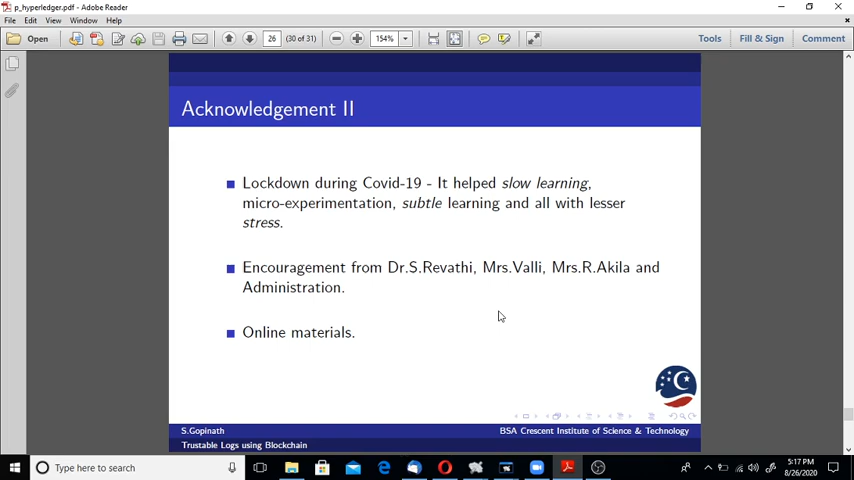 p_hyperledger.pdf - Adobe Reader
File Edit View Window Help
Open 26 (30 of 31) 154% Tools Fill & Sign Comment
Acknowledgement II
Lockdown during Covid-19 - It helped slow learning,
micro-experimentation, subtle learning and all with lesser
stress.
Encouragement from Dr.S.Revathi, Mrs.Valli, Mrs.R.Akila and
Administration.
Online materials.
S.Gopinath BSA Crescent Institute of Science & Technology
Trustable Logs using Blockchain
Type here to search
5:17 PM
8/26/2020